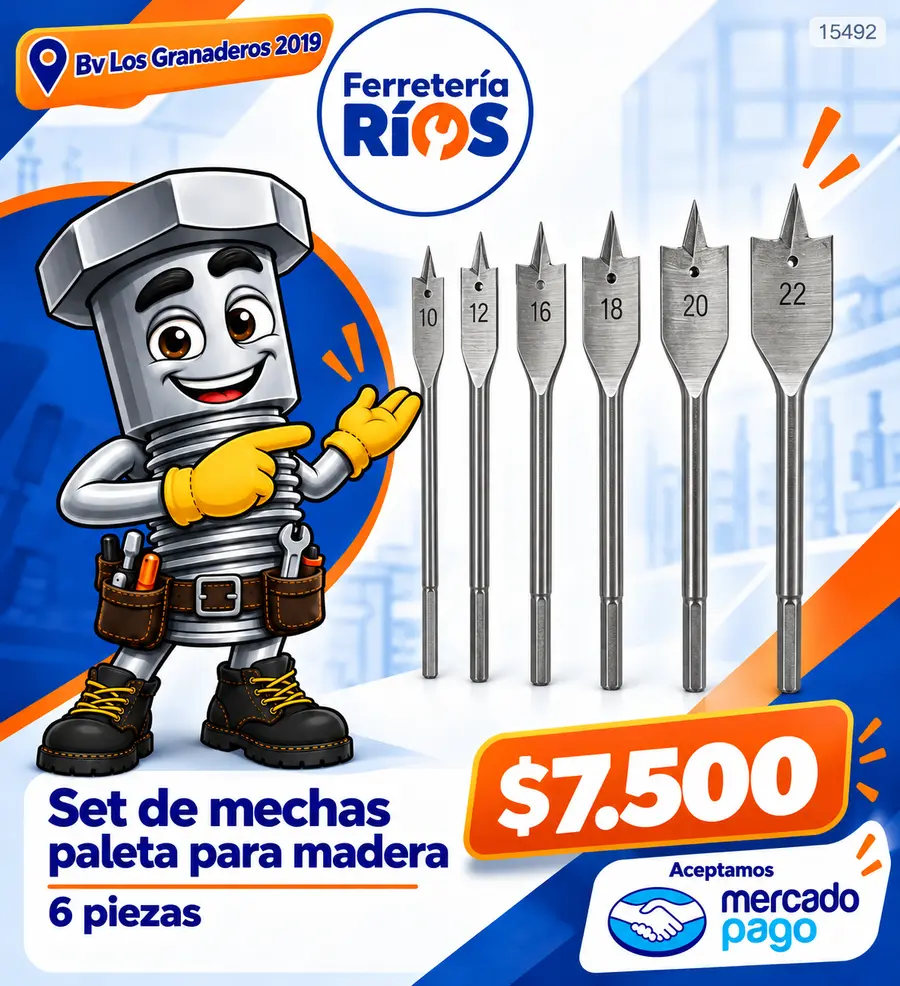 Bv Los Granaderos 2019
Ferretería
Ríos
15492
10
12
16
18
20
22
$7.500
Set de mechas
paleta para madera
6 piezas
Aceptamos
mercado
pago